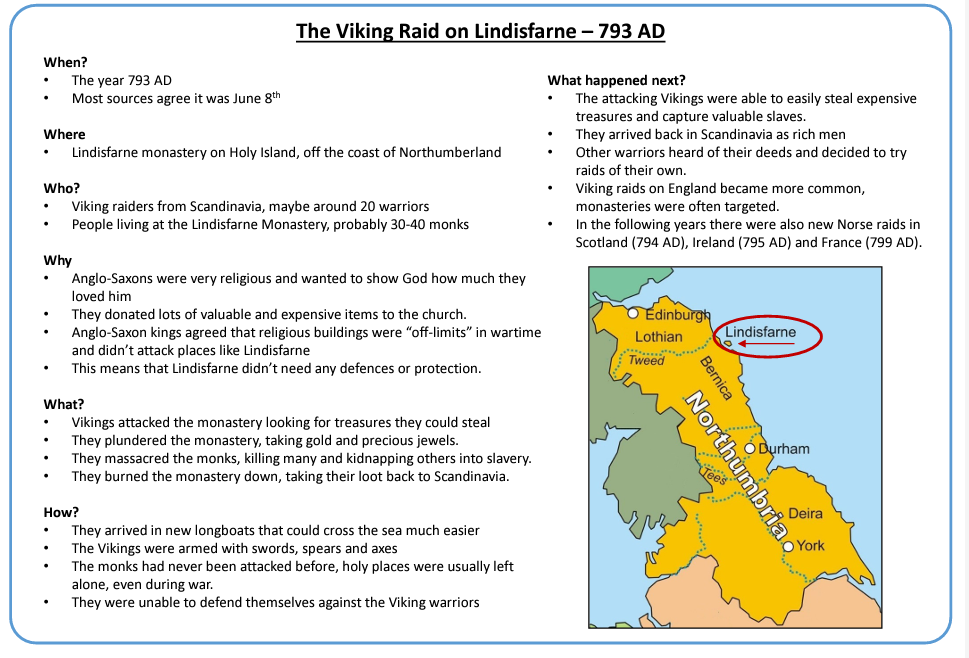 The Viking Raid on Lindisfarne – 793 AD
When?
• The year 793 AD
• Most sources agree it was June 8th
Where
• Lindisfarne monastery on Holy Island, off the coast of Northumberland
Who?
• Viking raiders from Scandinavia, maybe around 20 warriors
• People living at the Lindisfarne Monastery, probably 30-40 monks
Why
• Anglo-Saxons were very religious and wanted to show God how much they
loved him
• They donated lots of valuable and expensive items to the church.
• Anglo-Saxon kings agreed that religious buildings were “off-limits” in wartime
and didn’t attack places like Lindisfarne
• This means that Lindisfarne didn’t need any defences or protection.
What?
• Vikings attacked the monastery looking for treasures they could steal
• They plundered the monastery, taking gold and precious jewels.
• They massacred the monks, killing many and kidnapping others into slavery.
• They burned the monastery down, taking their loot back to Scandinavia.
How?
• They arrived in new longboats that could cross the sea much easier
• The Vikings were armed with swords, spears and axes
• The monks had never been attacked before, holy places were usually left
alone, even during war.
• They were unable to defend themselves against the Viking warriors
What happened next?
• The attacking Vikings were able to easily steal expensive
treasures and capture valuable slaves.
• They arrived back in Scandinavia as rich men
• Other warriors heard of their deeds and decided to try
raids of their own.
• Viking raids on England became more common,
monasteries were often targeted.
• In the following years there were also new Norse raids in
Scotland (794 AD), Ireland (795 AD) and France (799 AD).
Edinburgh
Lindisfarne
Lothian
Tweed
Bernica
Northumbria
Durham
Tees
Deira
York